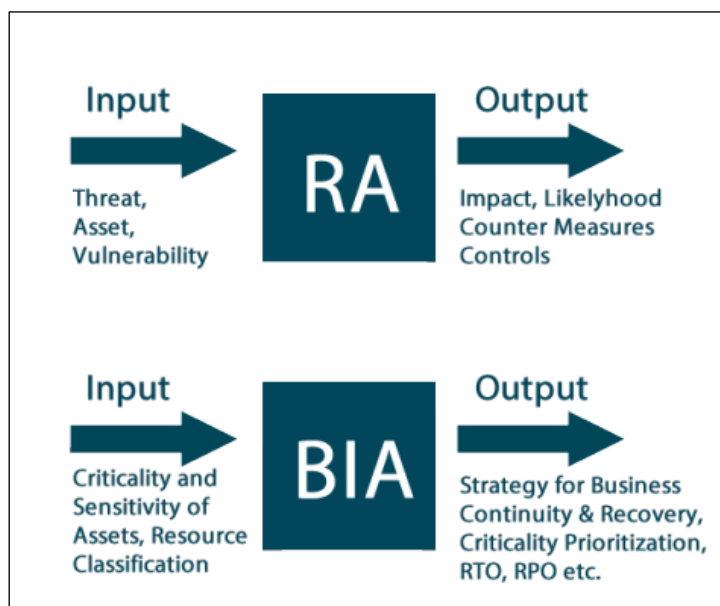 Input
RA
Output
Threat,
Asset,
Vulnerability
Impact, Likelyhood
Counter Measures
Controls
Input
BIA
Output
Criticality and
Sensitivity of
Assets, Resource
Classification
Strategy for Business
Continuity & Recovery,
Criticality Prioritization,
RTO, RPO etc.